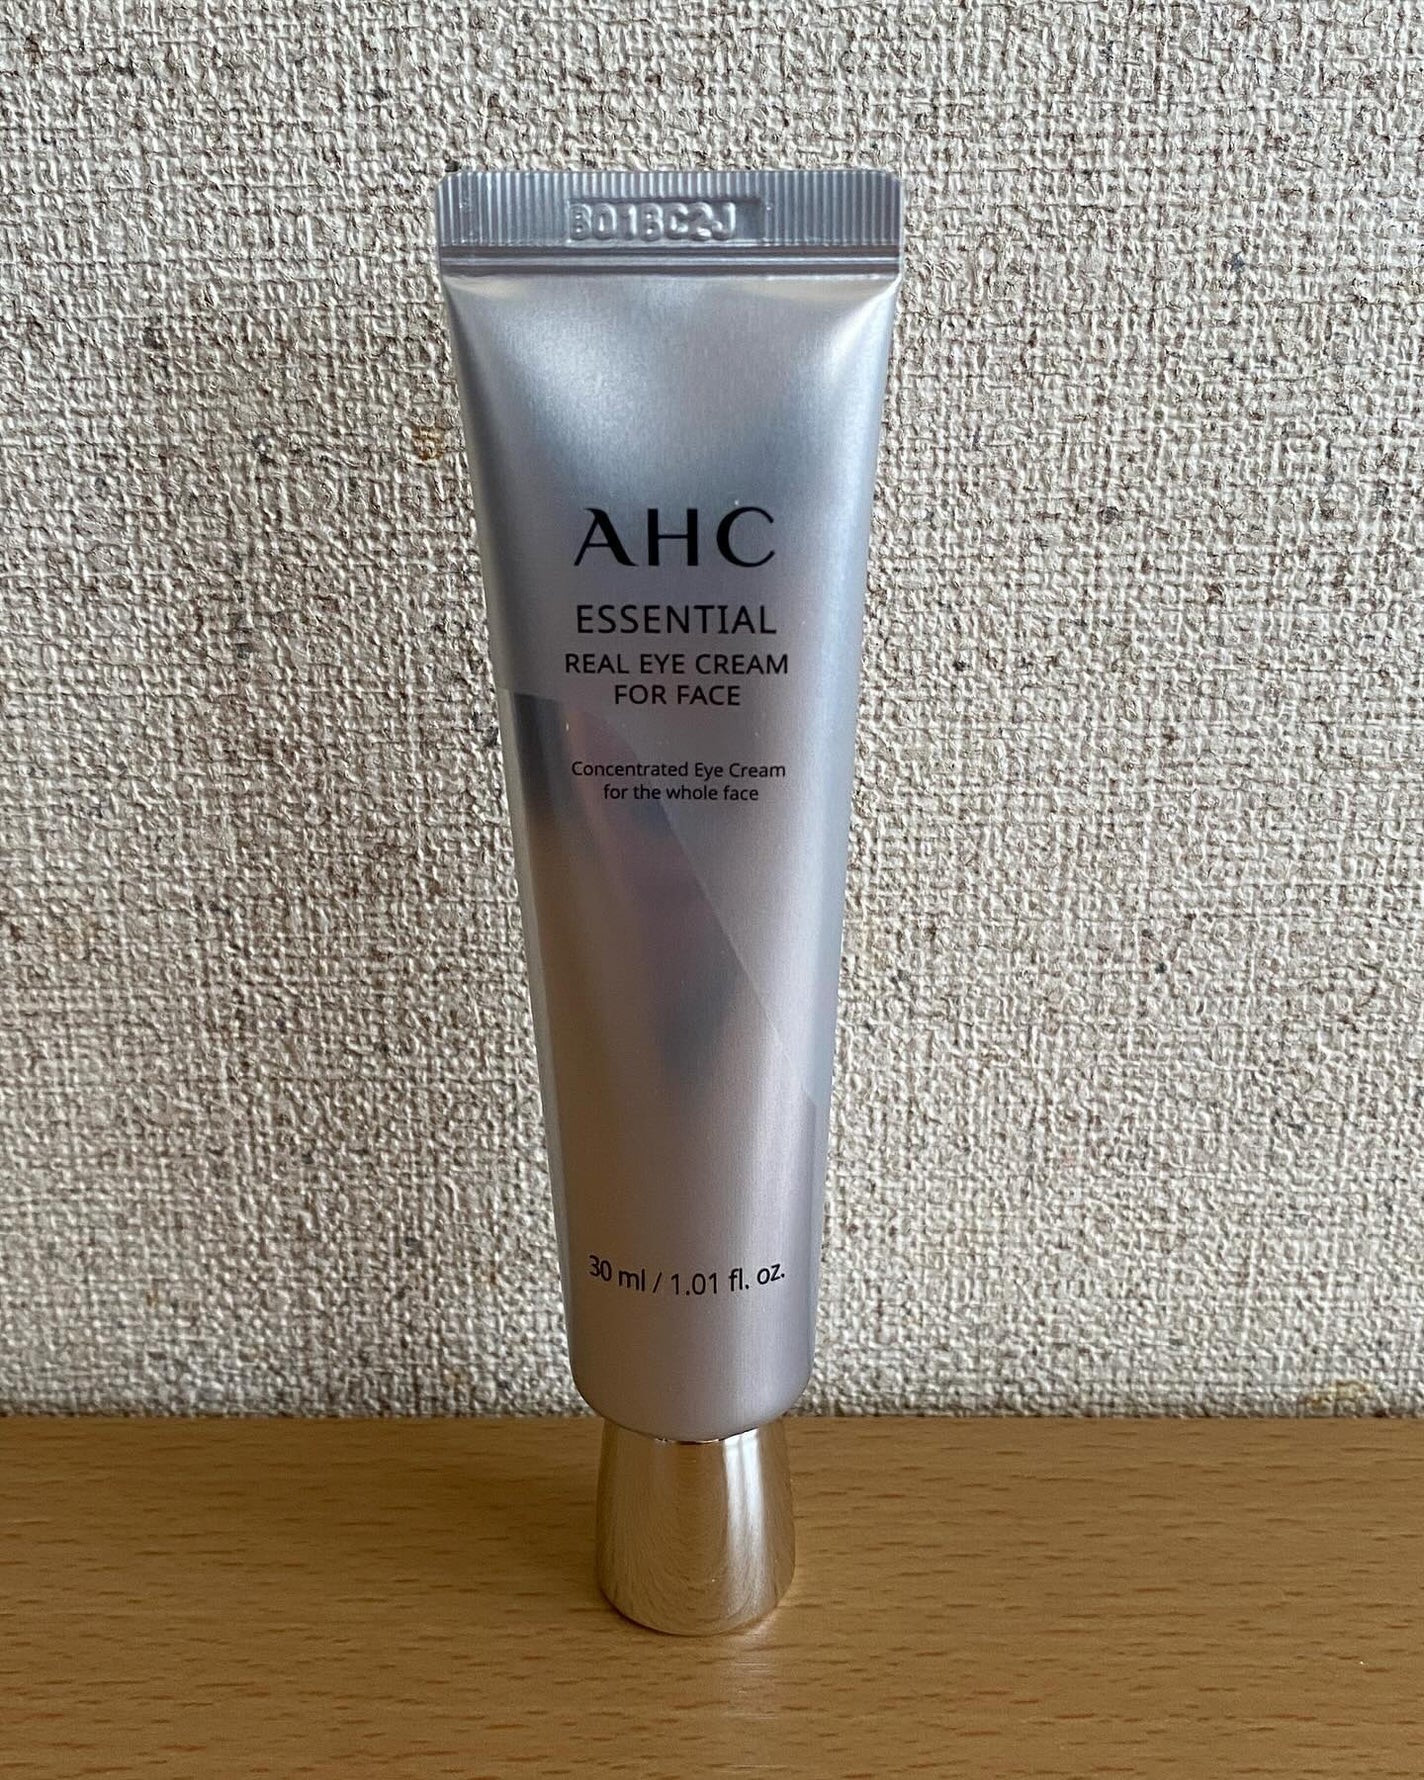 B01BC2J
AHC
ESSENTIAL
REAL EYE CREAM
FOR FACE
Concentrated Eye Cream
for the whole face
30 ml / 1.01 fl. oz.